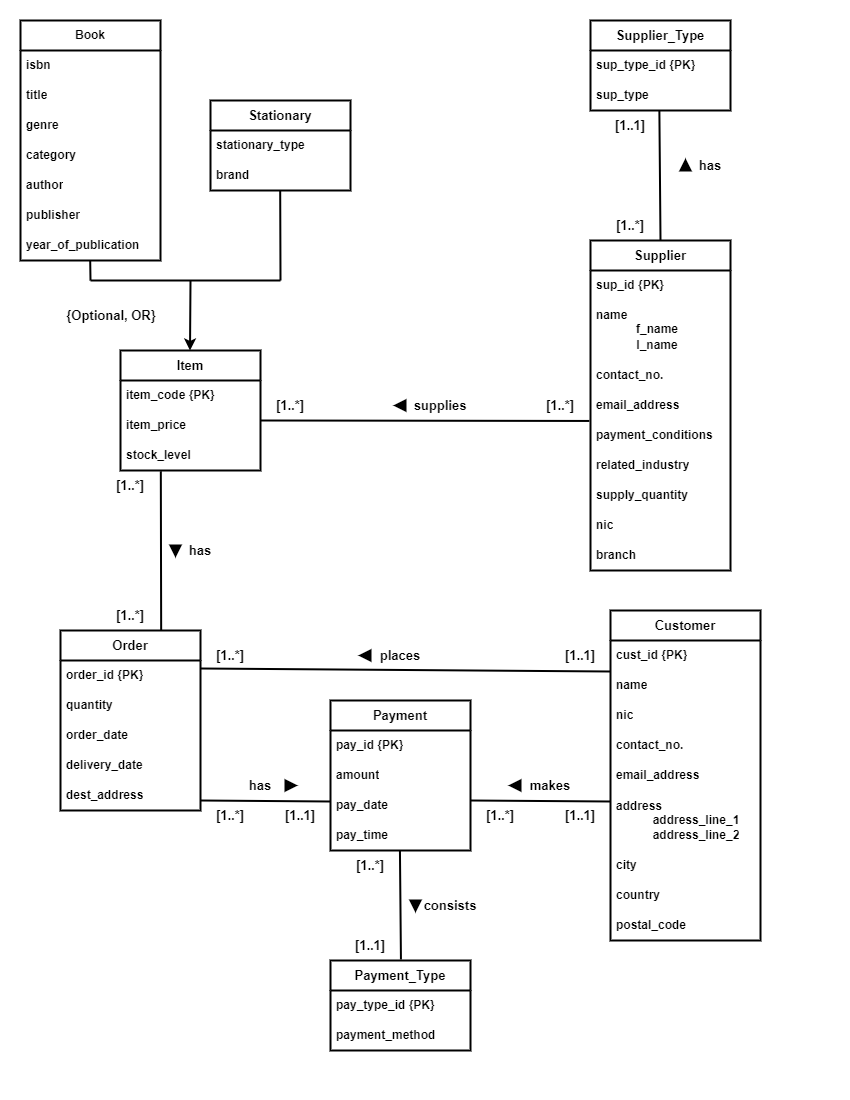 Book
isbn
title
genre
category
author
publisher
year_of_publication
Stationary
stationary_type
brand
Supplier_Type
sup_type_id {PK}
sup_type
[1..1]
has
[1..*]
Supplier
sup_id {PK}
name
f_name
l_name
contact_no.
email_address
payment_conditions
related_industry
supply_quantity
nic
branch
{Optional, OR}
Item
item_code {PK}
item_price
stock_level
[1..*]
supplies
[1..*]
[1..*]
has
[1..*]
Order
order_id {PK}
quantity
order_date
delivery_date
dest_address
[1..*]
places
[1..1]
Customer
cust_id {PK}
name
nic
contact_no.
email_address
address
address_line_1
address_line_2
city
country
postal_code
Payment
pay_id {PK}
amount
pay_date
pay_time
has
[1..*]
[1..1]
makes
[1..*]
[1..1]
[1..*]
consists
[1..1]
Payment_Type
pay_type_id {PK}
payment_method